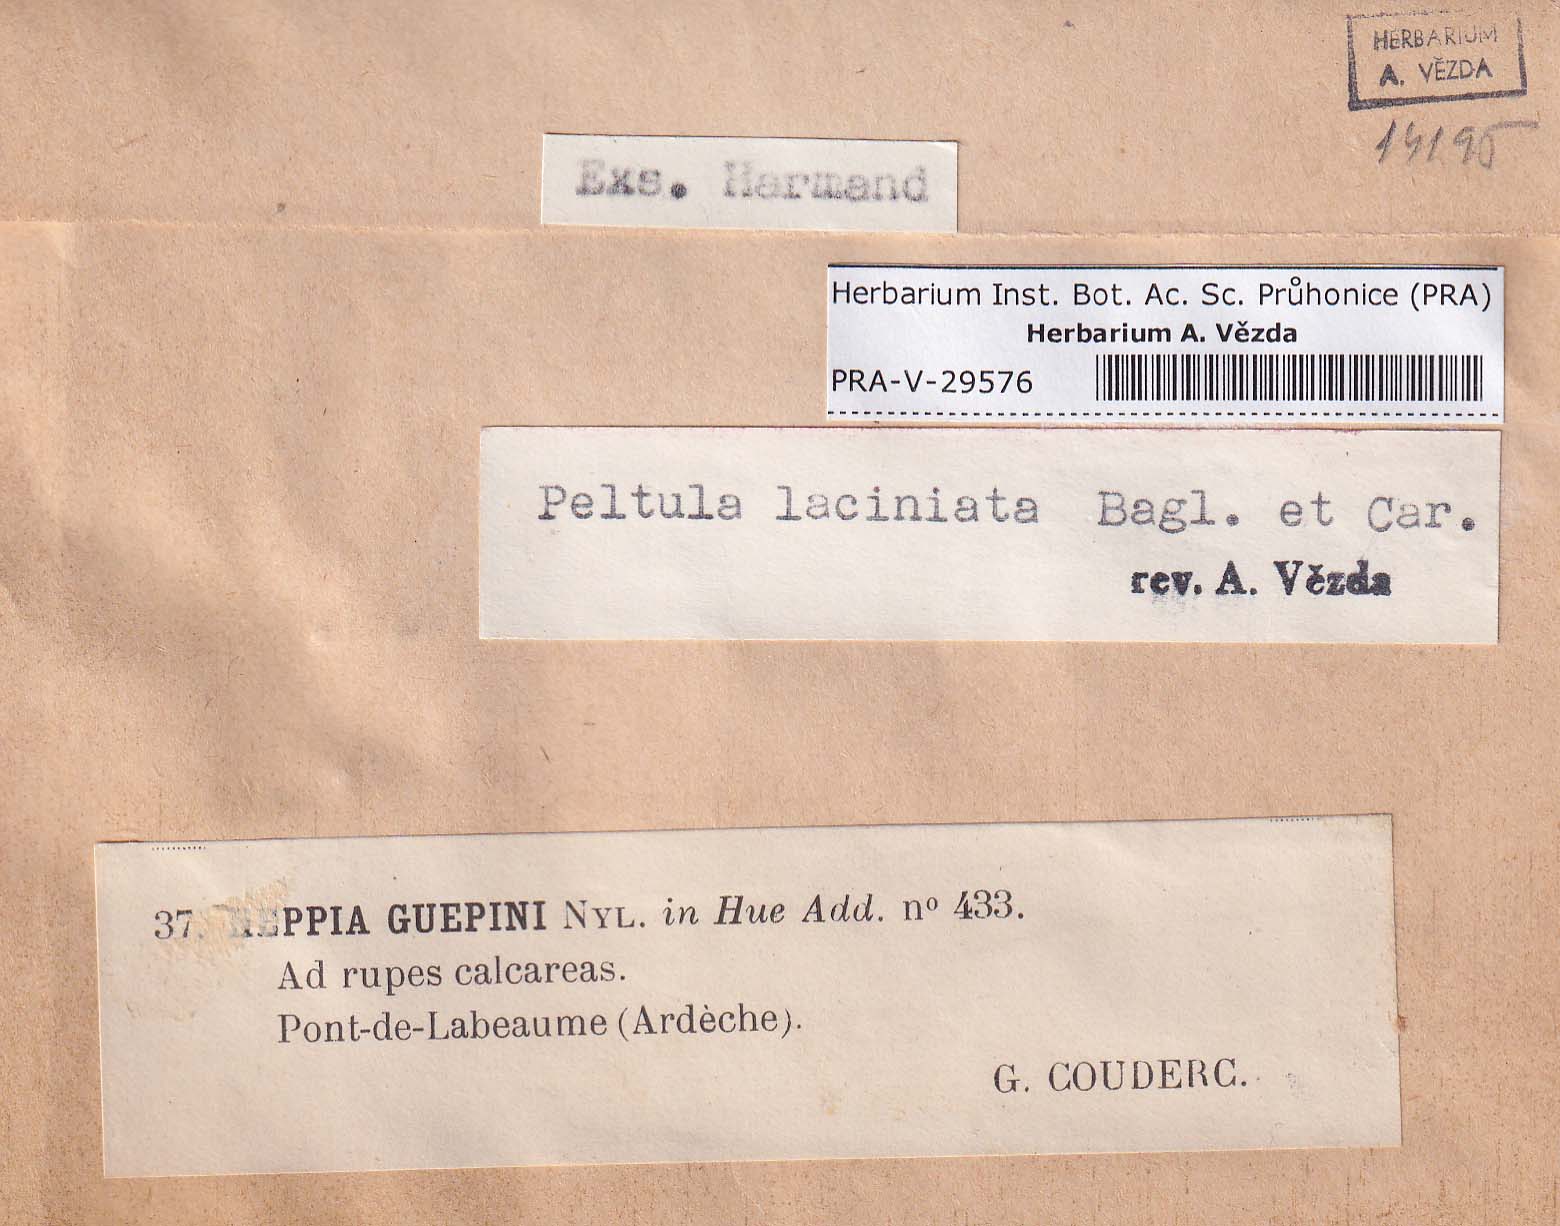 HERBARIUM
A. VĚZDA
Exs. Harmand
Herbarium Inst. Bot. Ac. Sc. Průhonice (PRA)
Herbarium A. Vězda
PRA-V-29576
Peltula laciniata Bagl. et Car.
rev. A. Vězda
37. HEPPIA GUEPINI NYL. in Hue Add. nº 433.
Ad rupes calcareas.
Pont-de-Labeaume (Ardèche).
G. COUDERC.